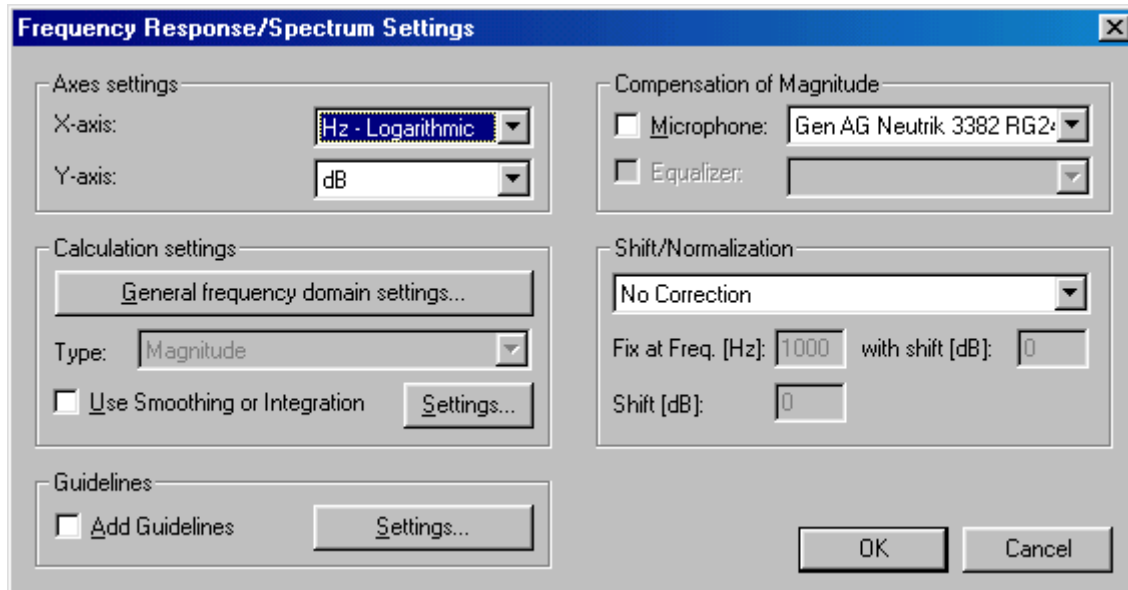 Frequency Response/Spectrum Settings
Axes settings
X-axis: Hz - Logarithmic
Y-axis: dB
Compensation of Magnitude
Microphone: Gen AG Neutrik 3382 RG24
Equalizer:
Calculation settings
General frequency domain settings...
Type: Magnitude
Use Smoothing or Integration Settings...
Shift/Normalization
No Correction
Fix at Freq. [Hz]: 1000 with shift [dB]: 0
Shift [dB]: 0
Guidelines
Add Guidelines Settings...
OK Cancel